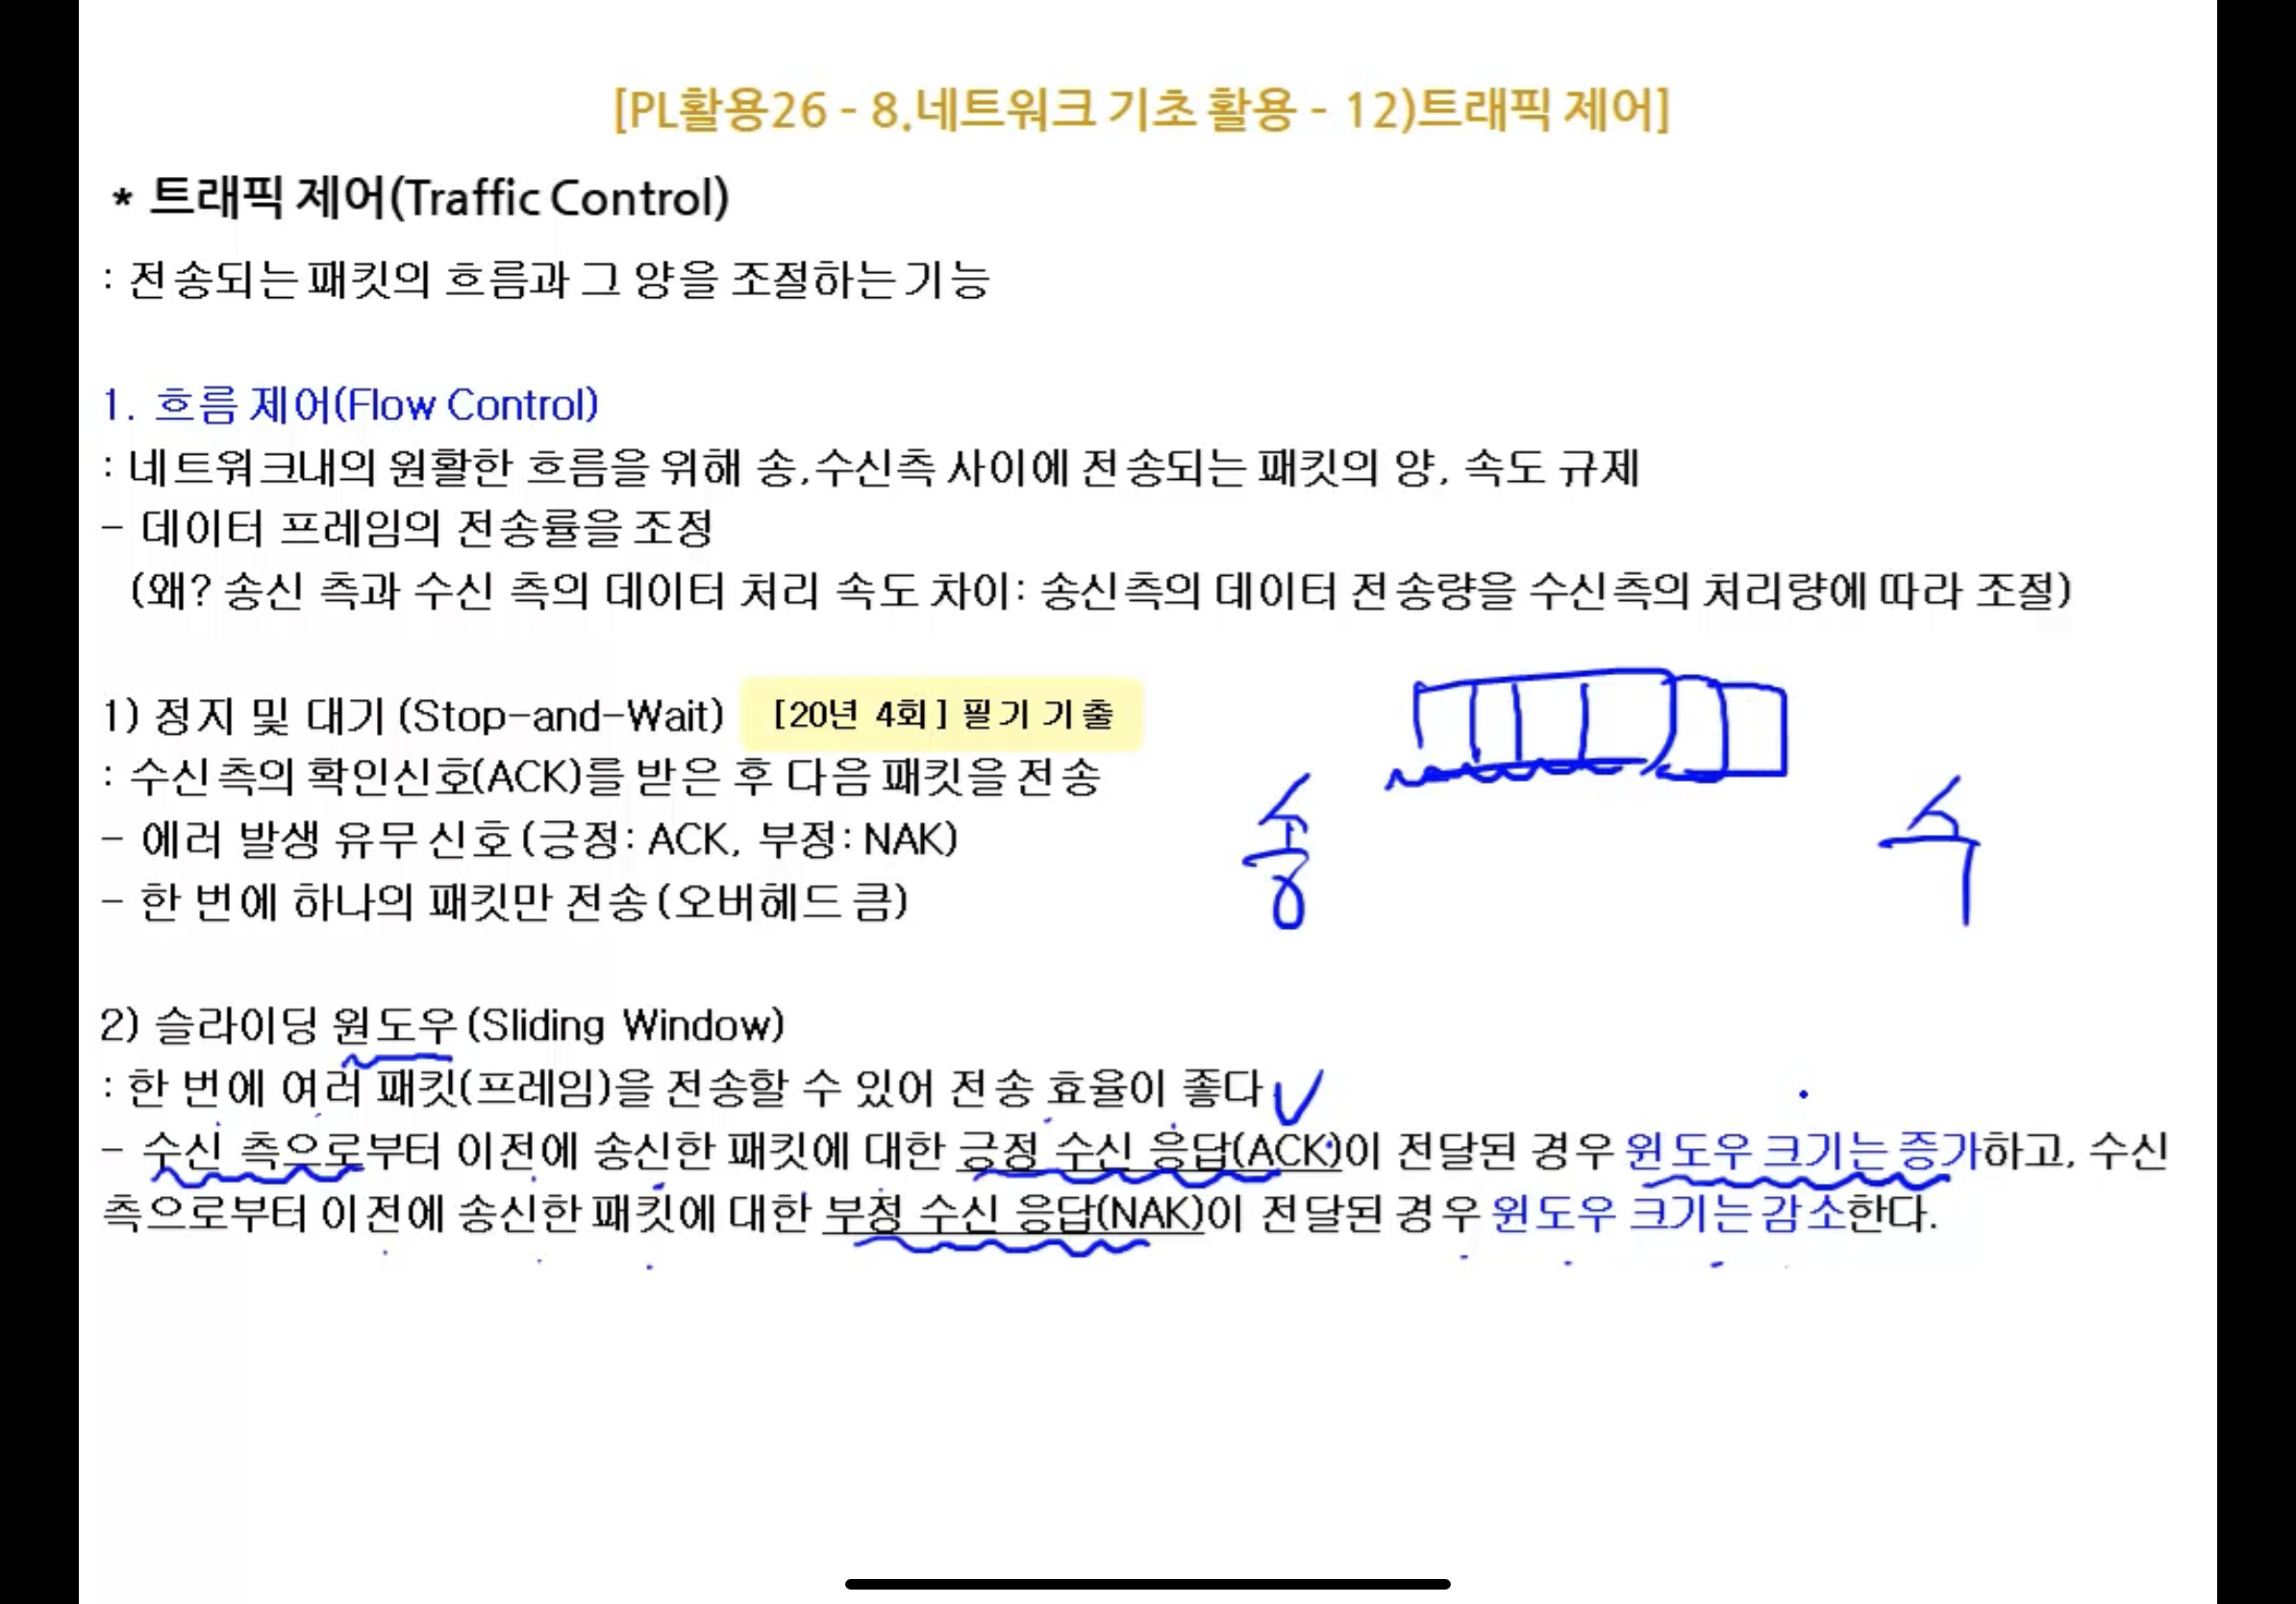 [PL활용26 - 8.네트워크 기초 활용 - 12)트래픽 제어]
* 트래픽 제어(Traffic Control)
: 전송되는 패킷의 흐름과 그 양을 조절하는 기능
1. 흐름 제어(Flow Control)
: 네트워크내의 원활한 흐름을 위해 송,수신측 사이에 전송되는 패킷의 양, 속도 규제
- 데이터 프레임의 전송률을 조정
(왜? 송신 측과 수신 측의 데이터 처리 속도 차이: 송신측의 데이터 전송량을 수신측의 처리량에 따라 조절)
1) 정지 및 대기 (Stop-and-Wait) [20년 4회] 필기 기출
: 수신측의 확인신호(ACK)를 받은 후 다음 패킷을 전송
- 에러 발생 유무 신호 (긍정: ACK, 부정: NAK)
- 한 번에 하나의 패킷만 전송 (오버헤드 큼)
송
수
2) 슬라이딩 윈도우 (Sliding Window)
: 한 번에 여러 패킷(프레임)을 전송할 수 있어 전송 효율이 좋다
- 수신 측으로부터 이전에 송신한 패킷에 대한 긍정 수신 응답(ACK)이 전달된 경우 윈도우 크기는 증가하고, 수신
측으로부터 이전에 송신한 패킷에 대한 부정 수신 응답(NAK)이 전달된 경우 윈도우 크기는 감소한다.